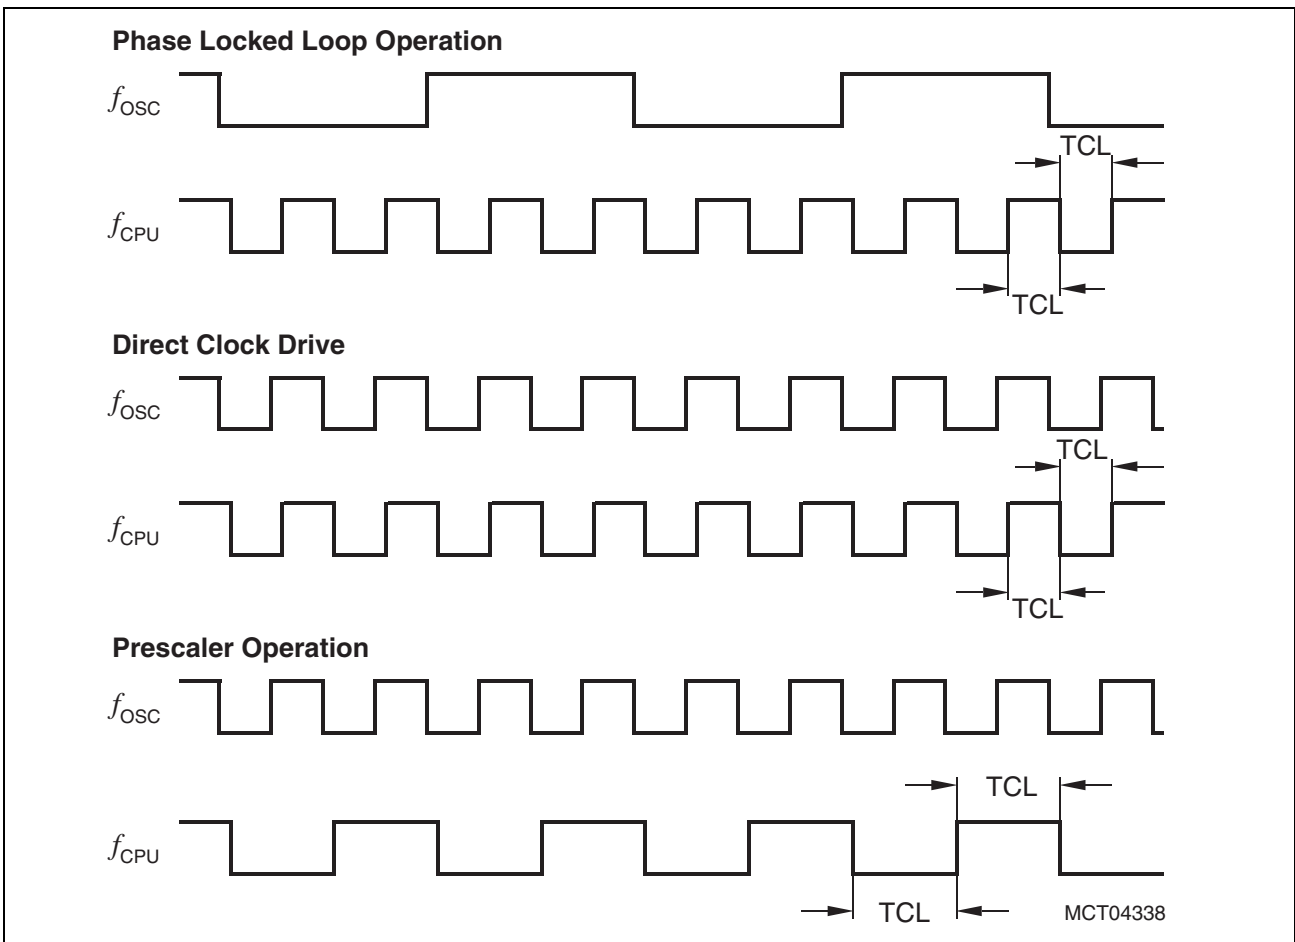 Phase Locked Loop Operation
fOSC
TCL
fCPU
TCL
Direct Clock Drive
fOSC
TCL
fCPU
TCL
Prescaler Operation
fOSC
TCL
fCPU
TCL
MCT04338